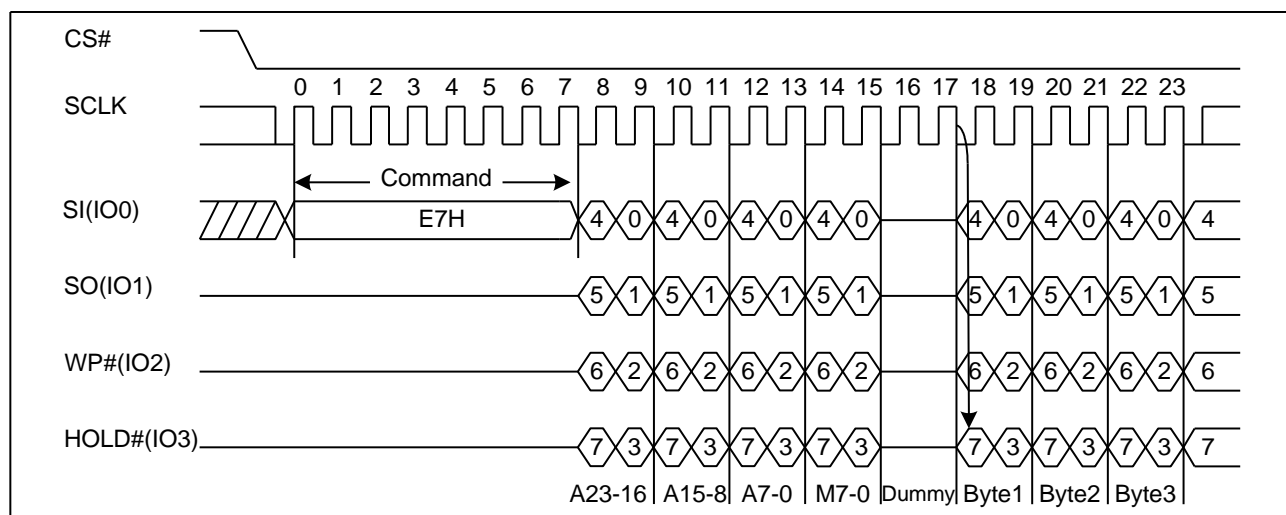 CS#
0 1 2 3 4 5 6 7 8 9 10 11 12 13 14 15 16 17 18 19 20 21 22 23
SCLK
Command
SI(IO0) E7H 4 0 4 0 4 0 4 0 4 0 4 0 4 0 4
SO(IO1) 5 1 5 1 5 1 5 1 5 1 5 1 5 1 5
WP#(IO2) 6 2 6 2 6 2 6 2 6 2 6 2 6 2 6
HOLD#(IO3) 7 3 7 3 7 3 7 3 7 3 7 3 7 3 7
A23-16 A15-8 A7-0 M7-0 Dummy Byte1 Byte2 Byte3